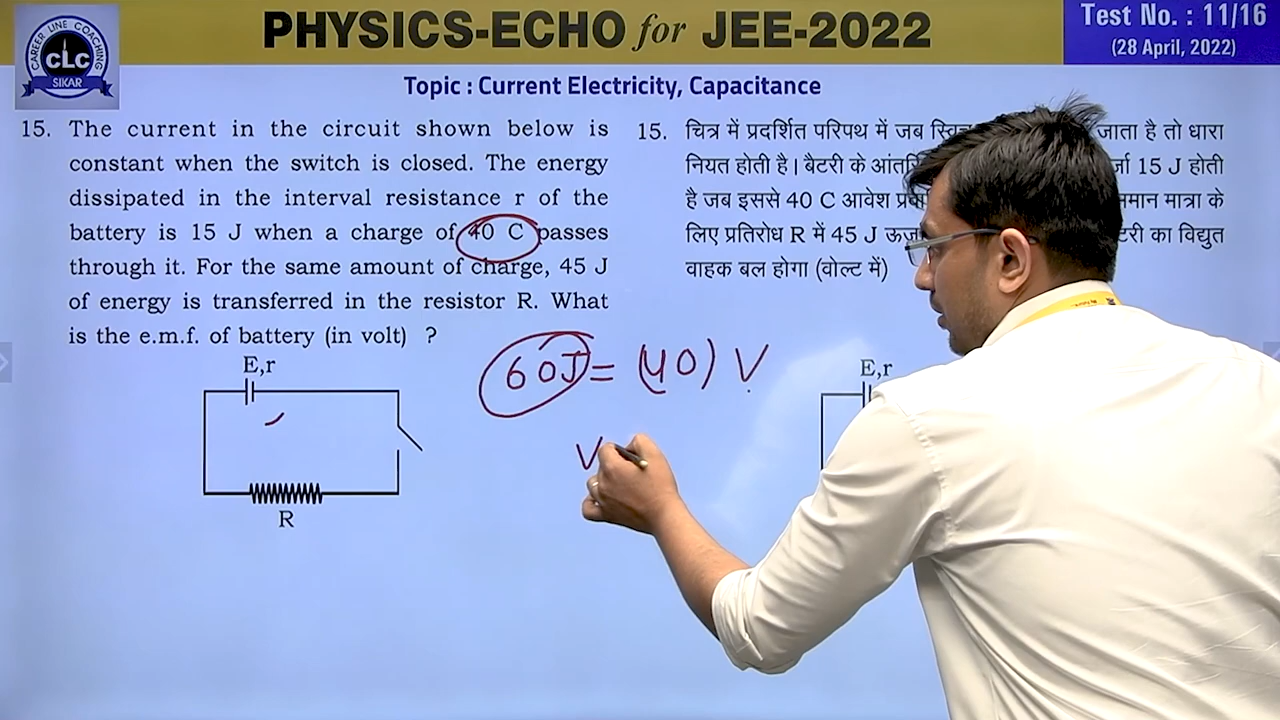 PHYSICS-ECHO for JEE-2022
Test No. : 11/16
(28 April, 2022)
CAREER LINE COACHING
CLC
SIKAR
Topic : Current Electricity, Capacitance
15. The current in the circuit shown below is
constant when the switch is closed. The energy
dissipated in the interval resistance r of the
battery is 15 J when a charge of 40 C passes
through it. For the same amount of charge, 45 J
of energy is transferred in the resistor R. What
is the e.m.f. of battery (in volt) ?
E,r
R
60J = (40) V
V
15. चित्र में प्रदर्शित परिपथ में जब जाता है तो धारा
नियत होती है। बैटरी के 15 J होती
है जब इससे 40 C आवेश मात्रा के
लिए प्रतिरोध R में 45 J का विद्युत
वाहक बल होगा (वोल्ट में)
E,r